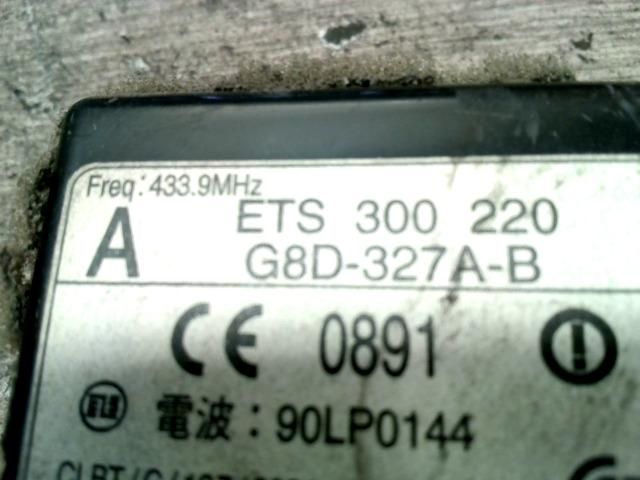 Freq: 433.9MHz
A ETS 300 220
G8D-327A-B
CE 0891
電波: 90LP0144